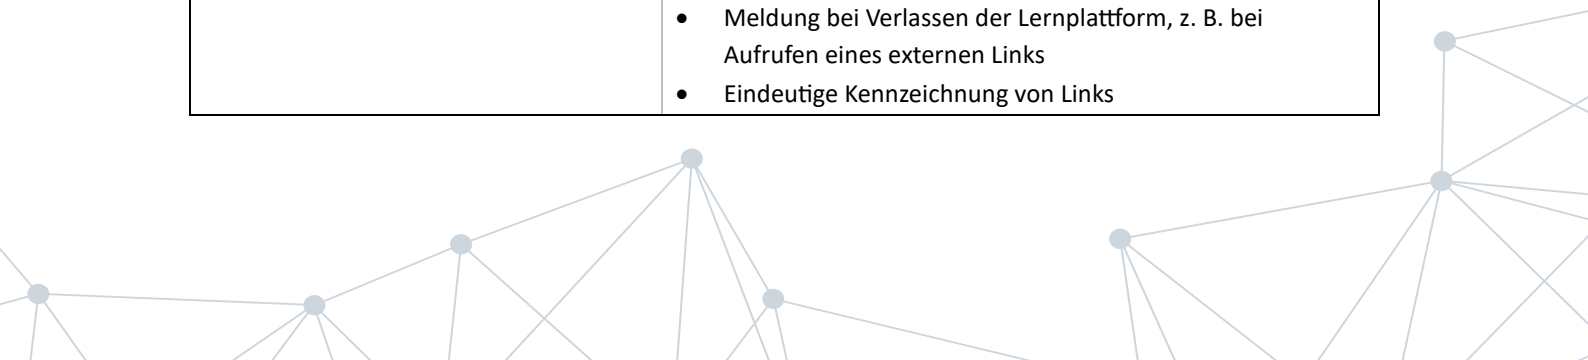 • Meldung bei Verlassen der Lernplattform, z. B. bei
Aufrufen eines externen Links
• Eindeutige Kennzeichnung von Links